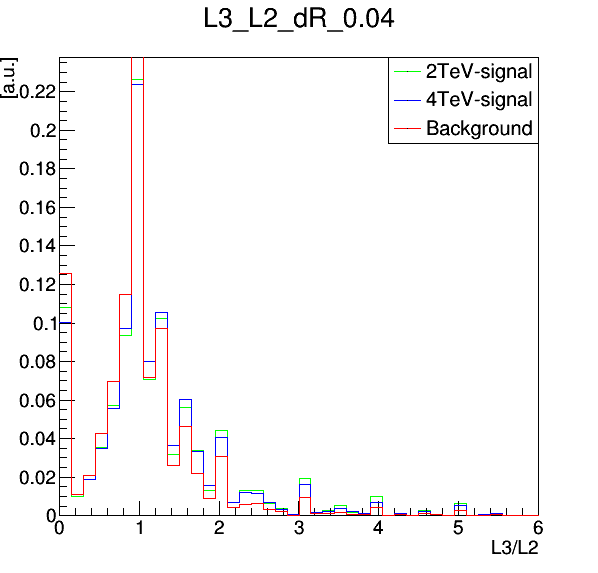 L3_L2_dR_0.04
[a.u.]
2TeV-signal
4TeV-signal
Background
0.22
0.2
0.18
0.16
0.14
0.12
0.1
0.08
0.06
0.04
0.02
0
0 1 2 3 4 5 6
L3/L2